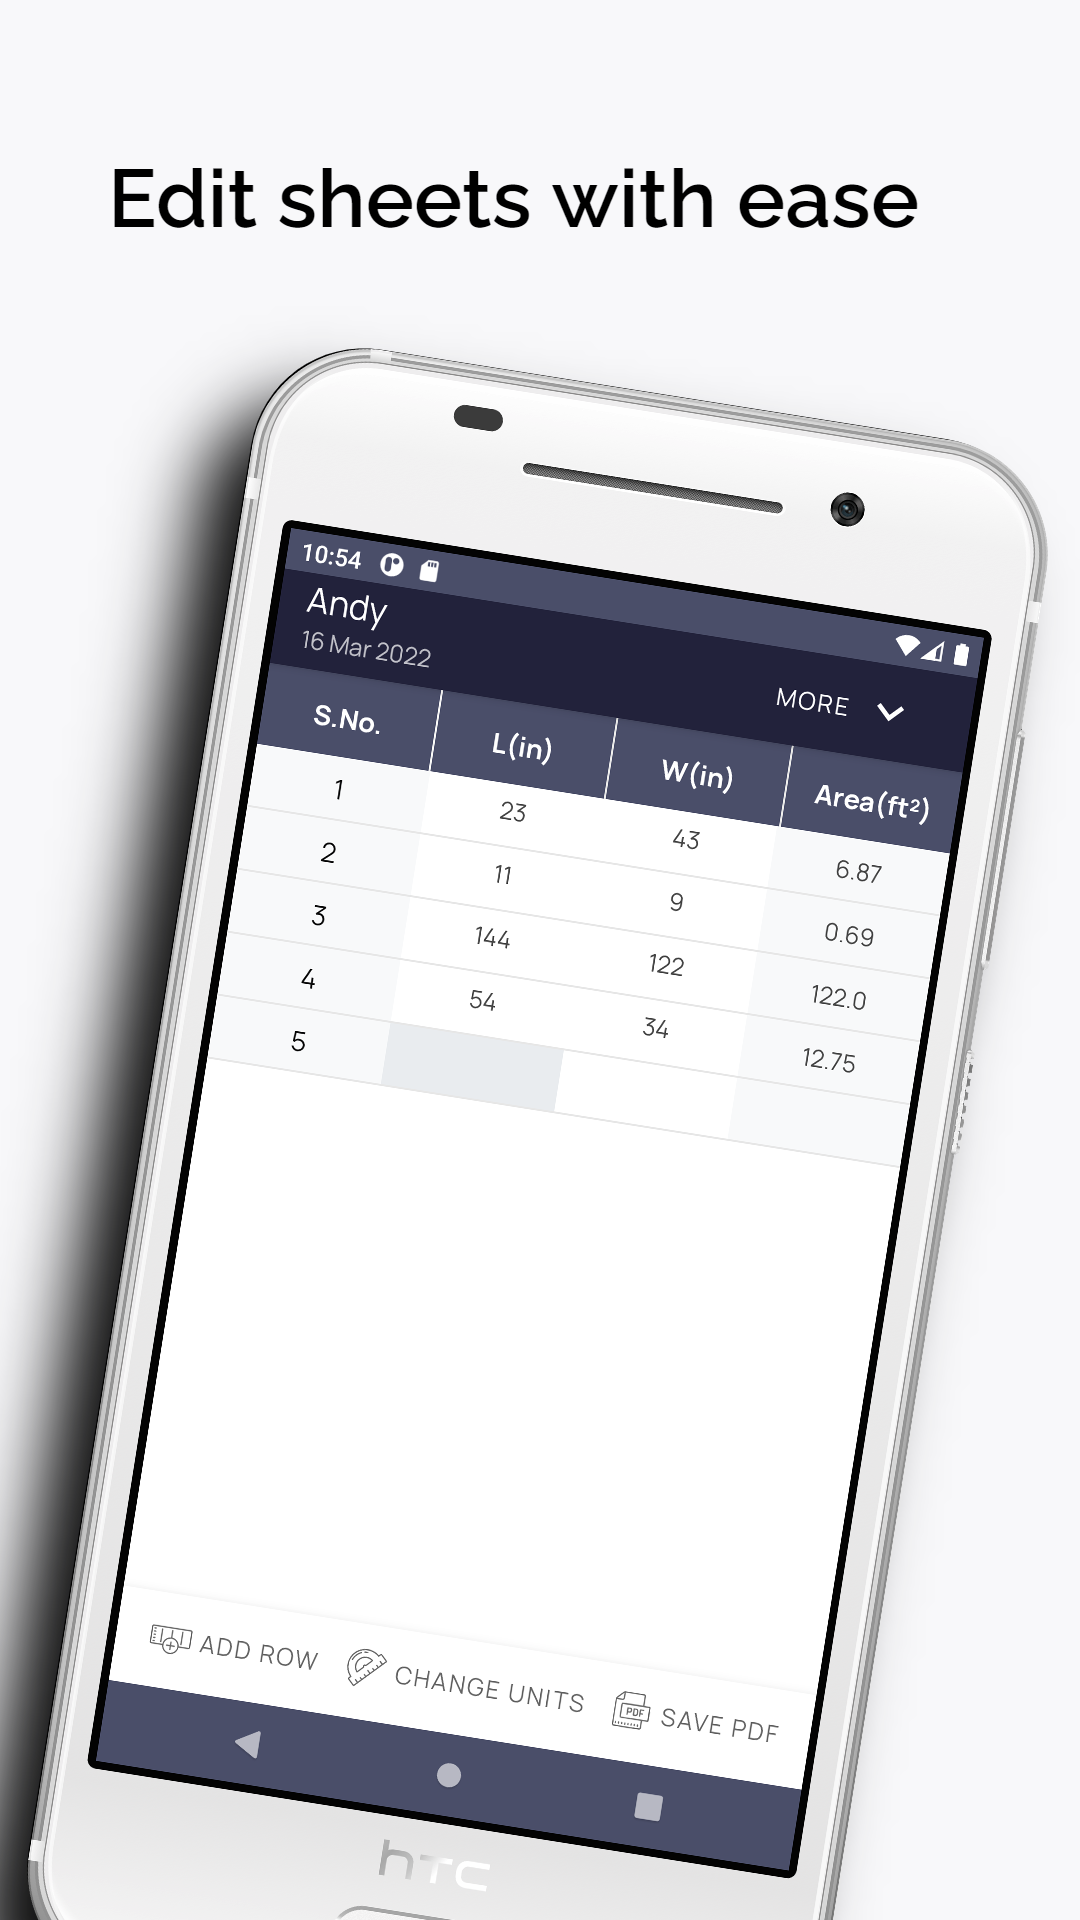 Edit sheets with ease
10:54
Andy
16 Mar 2022
MORE
S.No. L(in) W(in) Area(ft²)
1 23 43 6.87
2 11 9 0.69
3 144 122 122.0
4 54 34 12.75
5
ADD ROW CHANGE UNITS PDF SAVE PDF
hTC